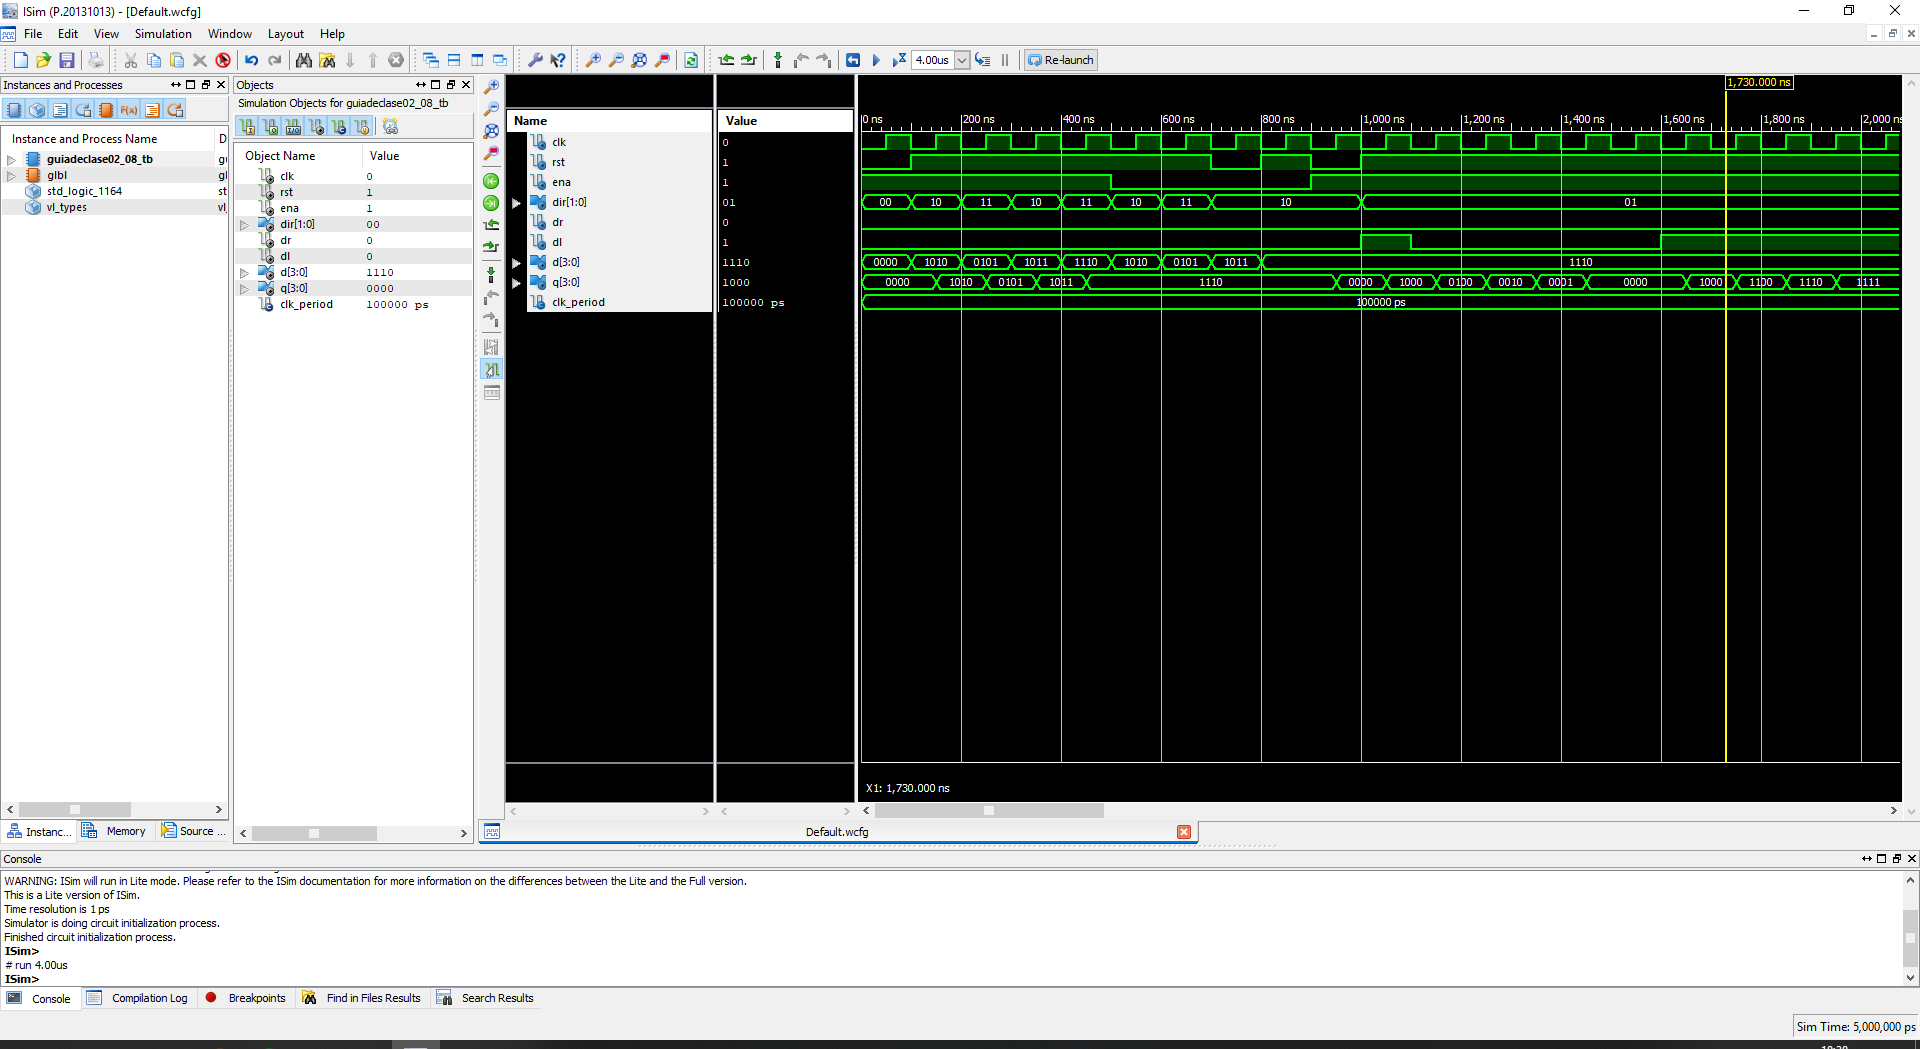 ISim (P.20131013) - [Default.wcfg]
File Edit View Simulation Window Layout Help
4.00us
Re-launch
Instances and Processes
Instance and Process Name D
guiadeclase02_08_tb gu
glbl gl
std_logic_1164 st
vl_types vl_
Instanc... Memory Source ...
Objects
Simulation Objects for guiadeclase02_08_tb
Object Name Value
clk 0
rst 1
ena 1
dir[1:0] 00
dr 0
dl 0
d[3:0] 1110
q[3:0] 0000
clk_period 100000 ps
Name Value
clk 0
rst 1
ena 1
dir[1:0] 01
dr 0
dl 1
d[3:0] 1110
q[3:0] 1000
clk_period 100000 ps
1,730.000 ns
0 ns 200 ns 400 ns 600 ns 800 ns 1,000 ns 1,200 ns 1,400 ns 1,600 ns 1,800 ns 2,000 ns
00 10 11 10 11 10 11 10 01
0000 1010 0101 1011 1110 1010 0101 1011 1110
0000 1010 0101 1011 1110 0000 1000 0100 0010 0001 0000 1000 1100 1110 1111
100000 ps
X1: 1,730.000 ns
Default.wcfg
Console
WARNING: ISim will run in Lite mode. Please refer to the ISim documentation for more information on the differences between the Lite and the Full version.
This is a Lite version of ISim.
Time resolution is 1 ps
Simulator is doing circuit initialization process.
Finished circuit initialization process.
ISim>
# run 4.00us
ISim>
Console Compilation Log Breakpoints Find in Files Results Search Results
Sim Time: 5,000,000 ps